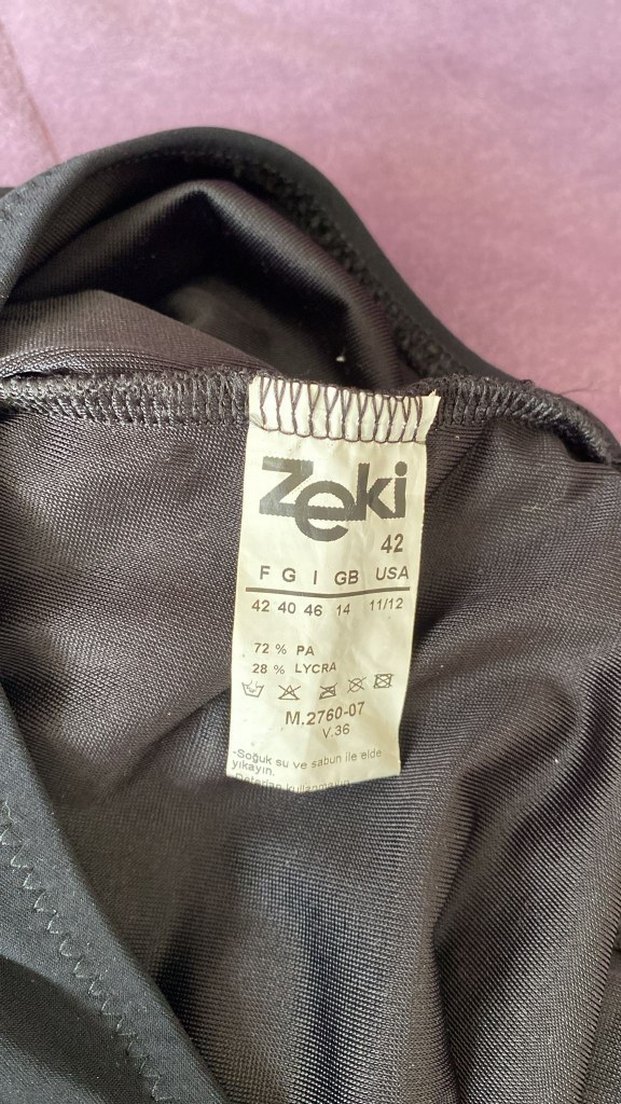 Zeki
42
F G I GB USA
42 40 46 14 11/12
72 % PA
28 % LYCRA
M.2760-07
V.36
-Soğuk su ve sabun ile elde
yıkayın.
kullanmayın